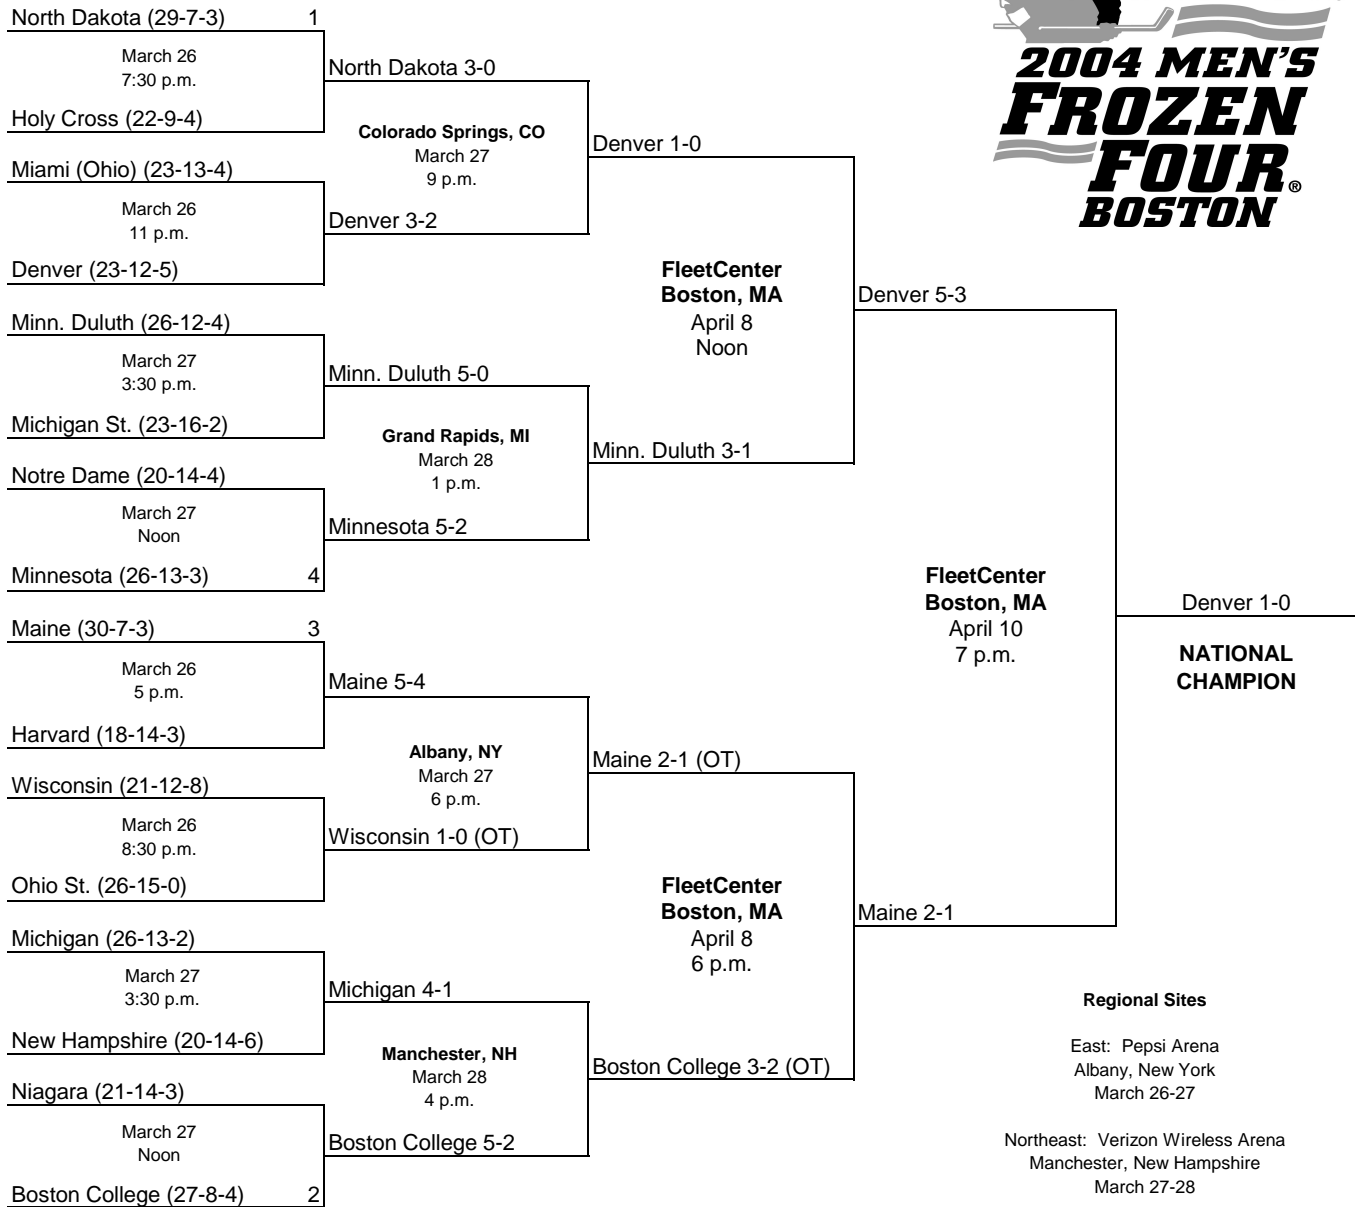 North Dakota (29-7-3) 1
March 26
7:30 p.m.
Holy Cross (22-9-4)
Miami (Ohio) (23-13-4)
March 26
11 p.m.
Denver (23-12-5)
Minn. Duluth (26-12-4)
March 27
3:30 p.m.
Michigan St. (23-16-2)
Notre Dame (20-14-4)
March 27
Noon
Minnesota (26-13-3) 4
Maine (30-7-3) 3
March 26
5 p.m.
Harvard (18-14-3)
Wisconsin (21-12-8)
March 26
8:30 p.m.
Ohio St. (26-15-0)
Michigan (26-13-2)
March 27
3:30 p.m.
New Hampshire (20-14-6)
Niagara (21-14-3)
March 27
Noon
Boston College (27-8-4) 2
North Dakota 3-0
Colorado Springs, CO
March 27
9 p.m.
Denver 3-2
Minn. Duluth 5-0
Grand Rapids, MI
March 28
1 p.m.
Minnesota 5-2
Maine 5-4
Albany, NY
March 27
6 p.m.
Wisconsin 1-0 (OT)
Michigan 4-1
Manchester, NH
March 28
4 p.m.
Boston College 5-2
Denver 1-0
FleetCenter
Boston, MA
April 8
Noon
Minn. Duluth 3-1
Maine 2-1 (OT)
FleetCenter
Boston, MA
April 8
6 p.m.
Boston College 3-2 (OT)
Denver 5-3
FleetCenter
Boston, MA
April 10
7 p.m.
Maine 2-1
Denver 1-0
NATIONAL
CHAMPION
2004 MEN'S
FROZEN
FOUR®
BOSTON
Regional Sites
East: Pepsi Arena
Albany, New York
March 26-27
Northeast: Verizon Wireless Arena
Manchester, New Hampshire
March 27-28